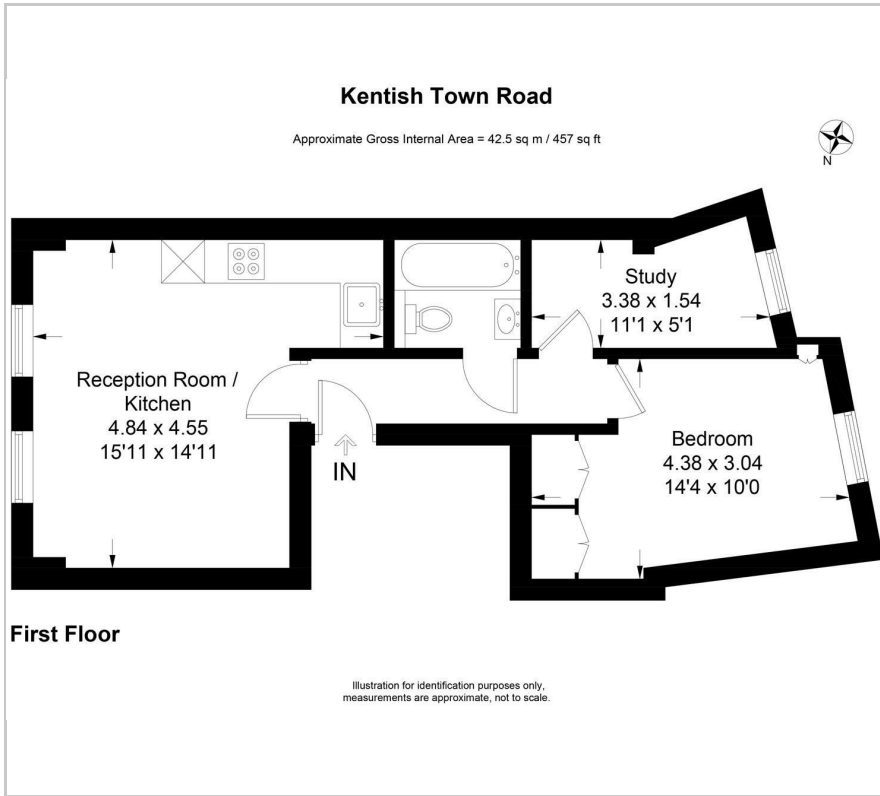 Kentish Town Road
Approximate Gross Internal Area = 42.5 sq m / 457 sq ft
N
Study
3.38 x 1.54
11'1 x 5'1
Reception Room /
Kitchen
4.84 x 4.55
15'11 x 14'11
IN
Bedroom
4.38 x 3.04
14'4 x 10'0
First Floor
Illustration for identification purposes only,
measurements are approximate, not to scale.